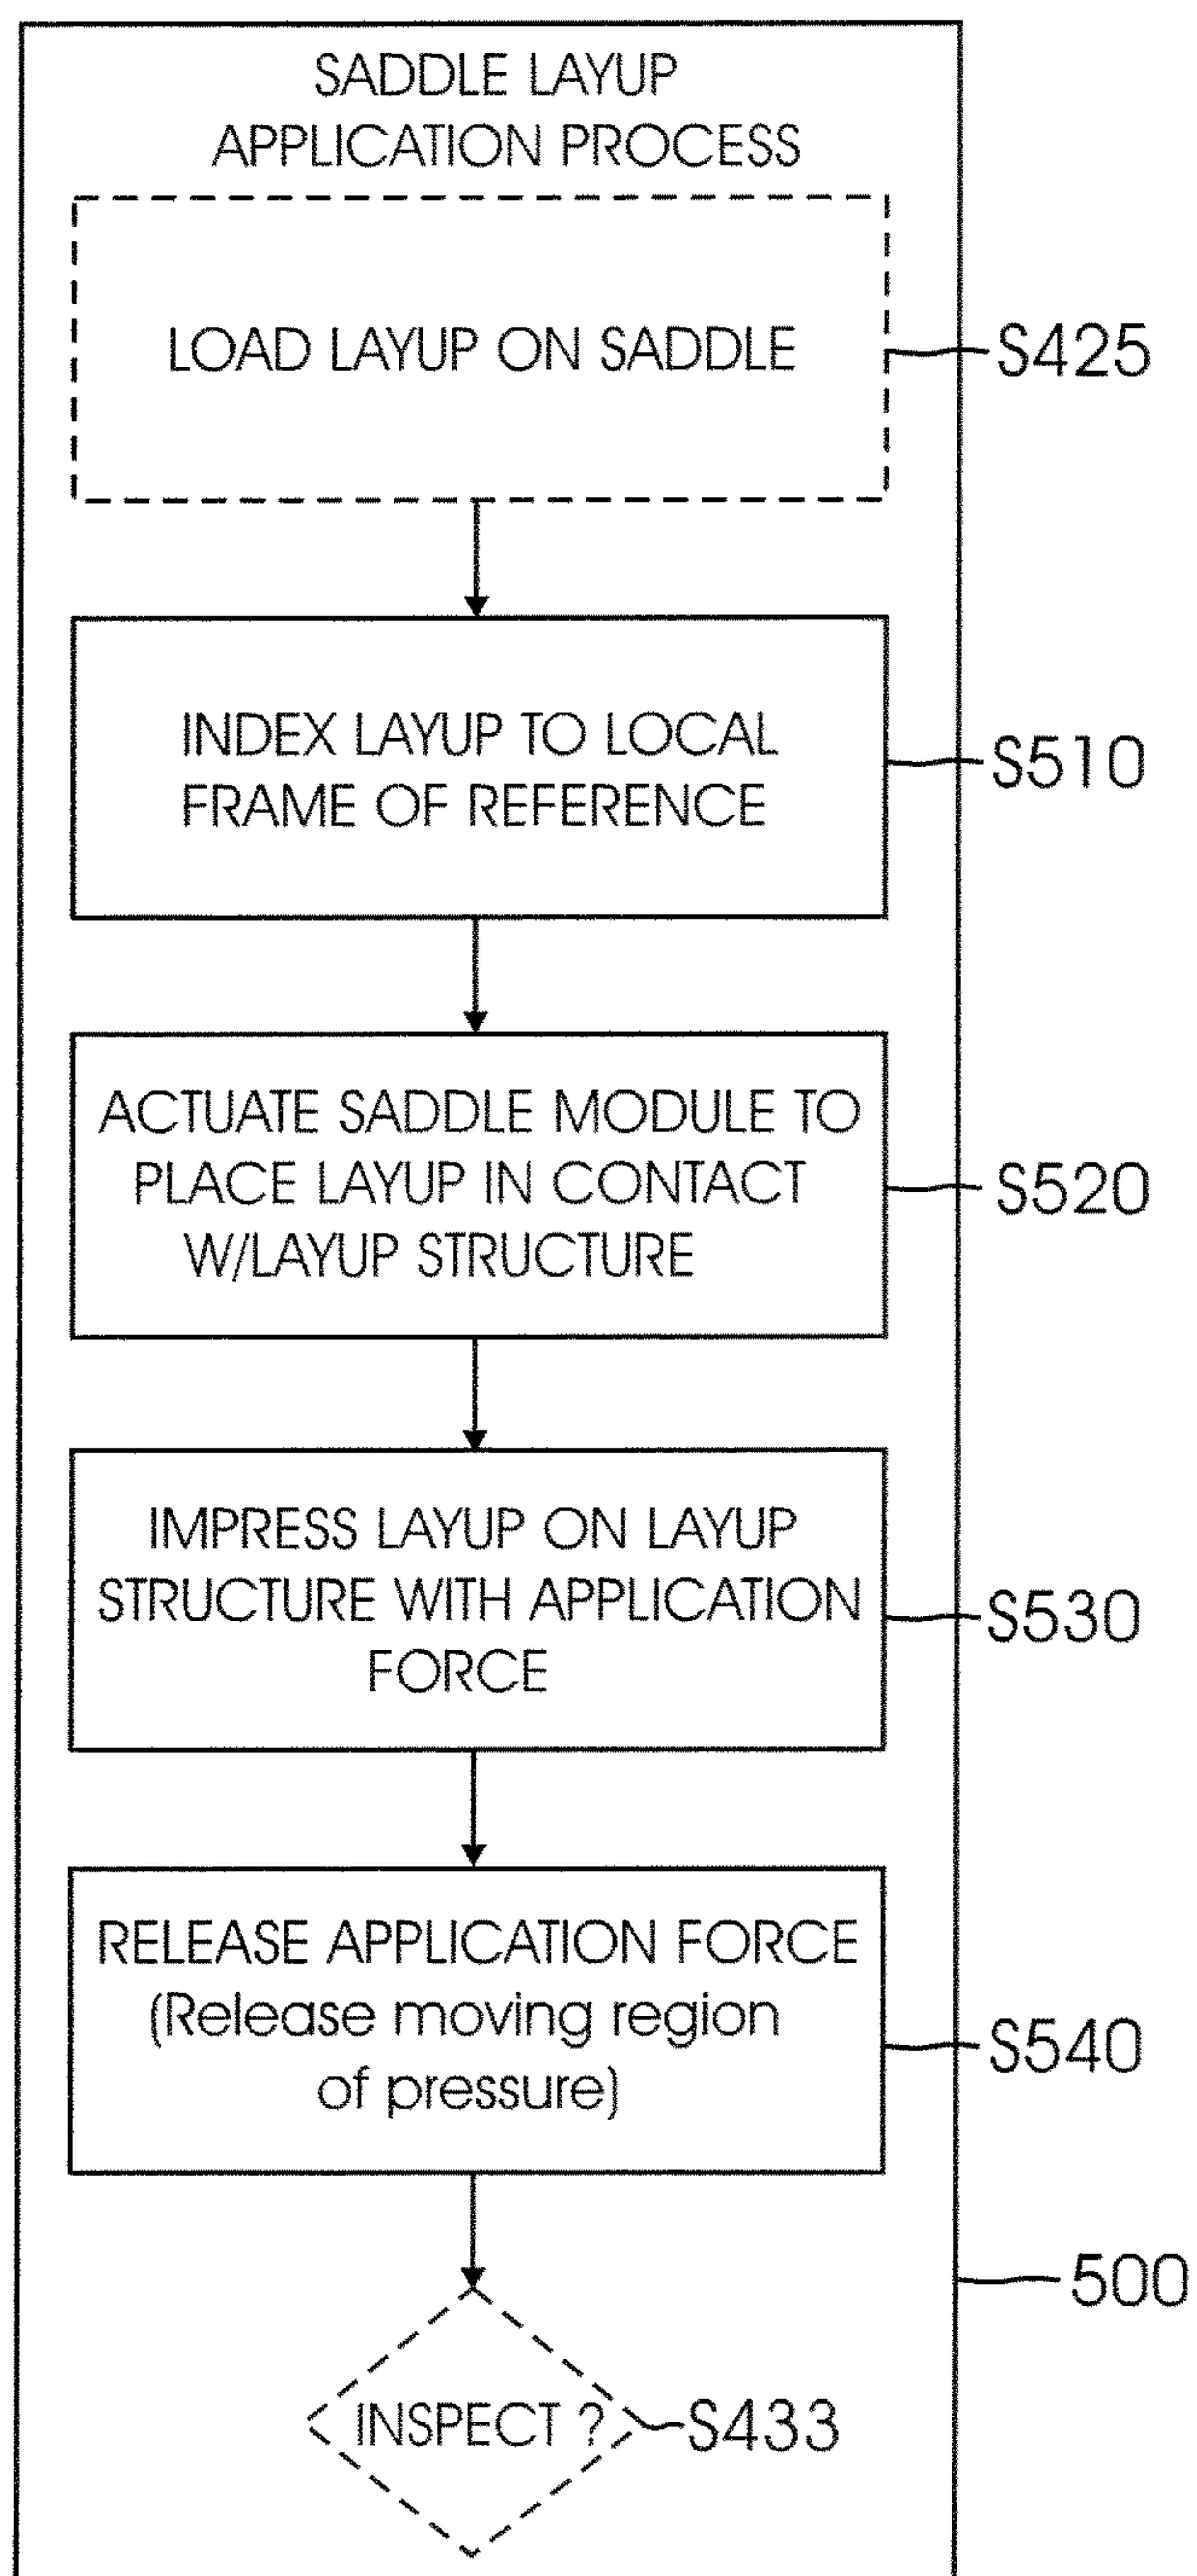 SADDLE LAYUP
APPLICATION PROCESS
LOAD LAYUP ON SADDLE
S425
INDEX LAYUP TO LOCAL
FRAME OF REFERENCE
S510
ACTUATE SADDLE MODULE TO
PLACE LAYUP IN CONTACT
W/LAYUP STRUCTURE
S520
IMPRESS LAYUP ON LAYUP
STRUCTURE WITH APPLICATION
FORCE
S530
RELEASE APPLICATION FORCE
(Release moving region
of pressure)
S540
500
INSPECT ?
S433